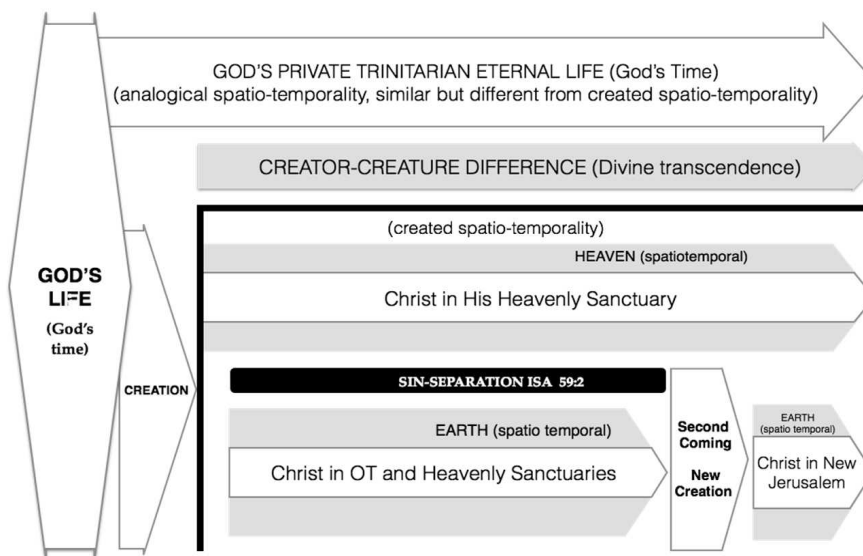 GOD'S PRIVATE TRINITARIAN ETERNAL LIFE (God's Time)
(analogical spatio-temporality, similar but different from created spatio-temporality)
CREATOR-CREATURE DIFFERENCE (Divine transcendence)
(created spatio-temporality)
HEAVEN (spatiotemporal)
Christ in His Heavenly Sanctuary
GOD'S
LIFE
(God's
time)
CREATION
SIN-SEPARATION ISA 59:2
EARTH (spatio temporal)
Christ in OT and Heavenly Sanctuaries
Second
Coming
New
Creation
EARTH
(spatio temporal)
Christ in New
Jerusalem